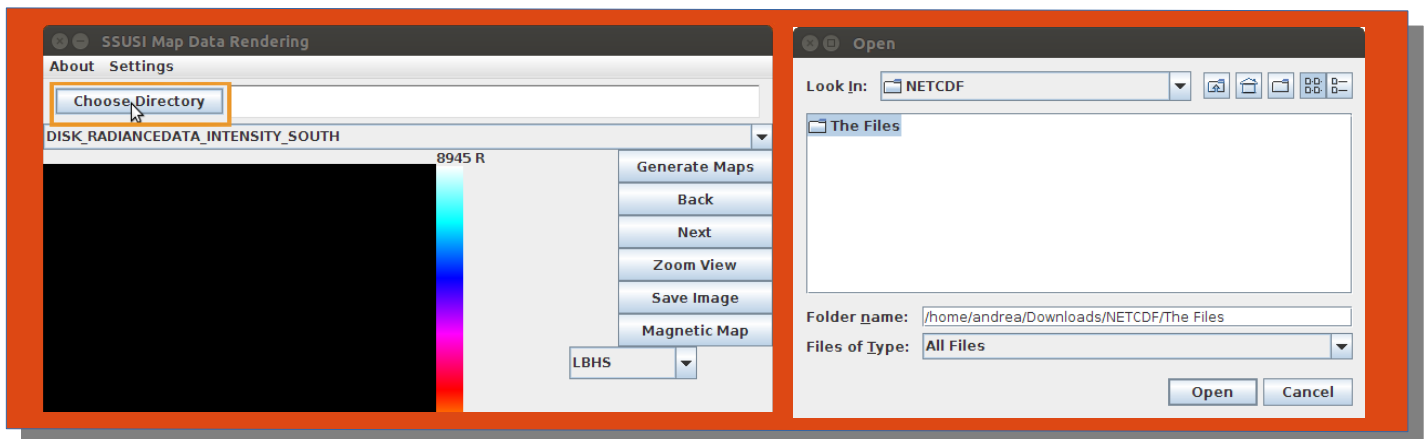 SSUSI Map Data Rendering
About Settings
Choose Directory
DISK_RADIANCEDATA_INTENSITY_SOUTH
8945 R
Generate Maps
Back
Next
Zoom View
Save Image
Magnetic Map
LBHS
Open
Look In: NETCDF
The Files
Folder name: /home/andrea/Downloads/NETCDF/The Files
Files of Type: All Files
Open Cancel